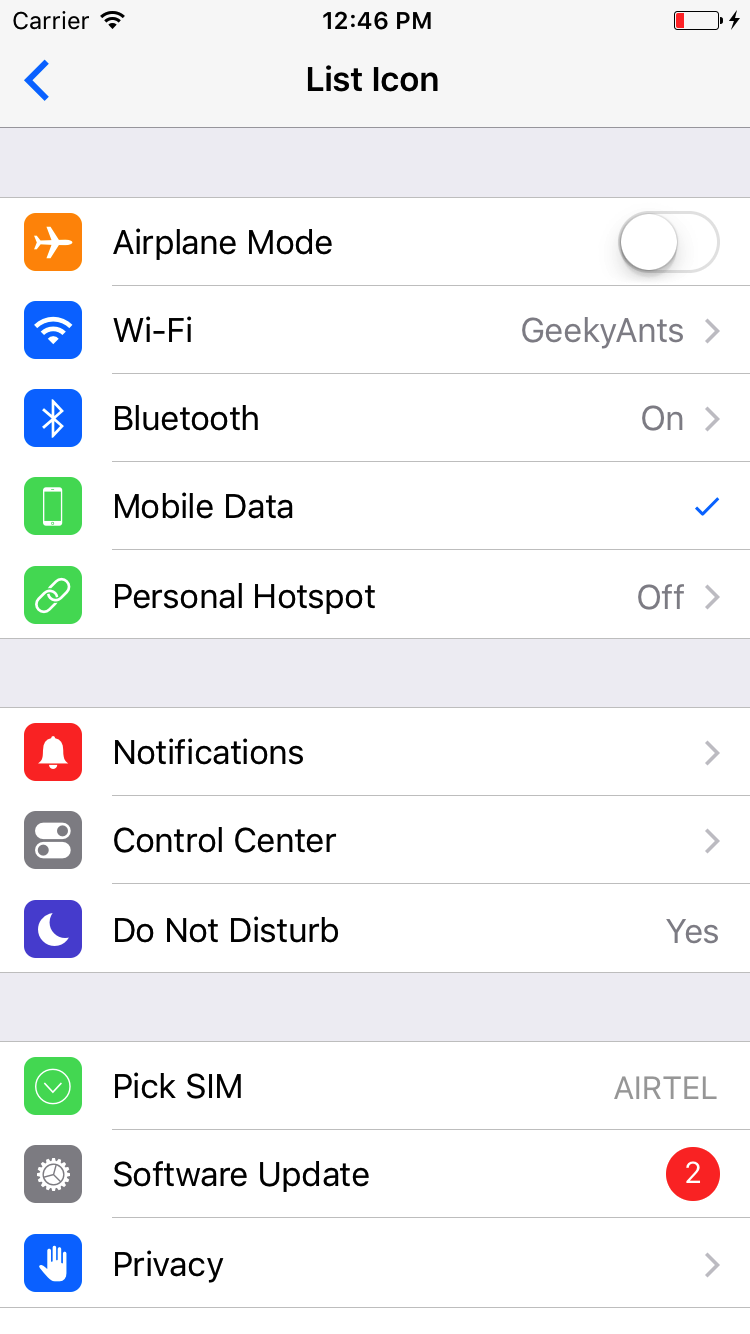 Carrier 12:46 PM
List Icon
Airplane Mode
Wi-Fi GeekyAnts
Bluetooth On
Mobile Data
Personal Hotspot Off
Notifications
Control Center
Do Not Disturb Yes
Pick SIM AIRTEL
Software Update 2
Privacy